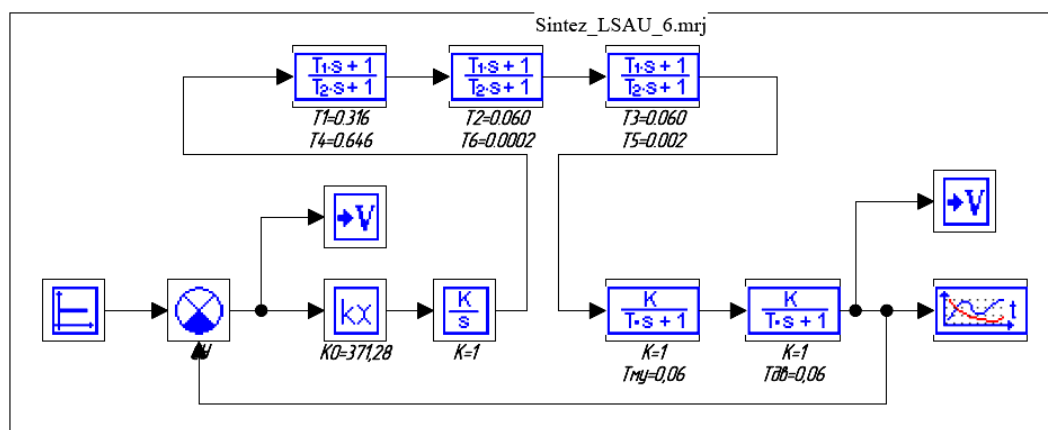 Sintez_LSAU_6.mrj
T₁·s + 1
T₂·s + 1
T₁·s + 1
T₂·s + 1
T₁·s + 1
T₂·s + 1
T1=0.316
T4=0.646
T2=0.060
T6=0.0002
T3=0.060
T5=0.002
V
V
kx
K
s
K
T·s + 1
K
T·s + 1
t
K0=371,28
K=1
K=1
Tму=0,06
K=1
Tдв=0,06